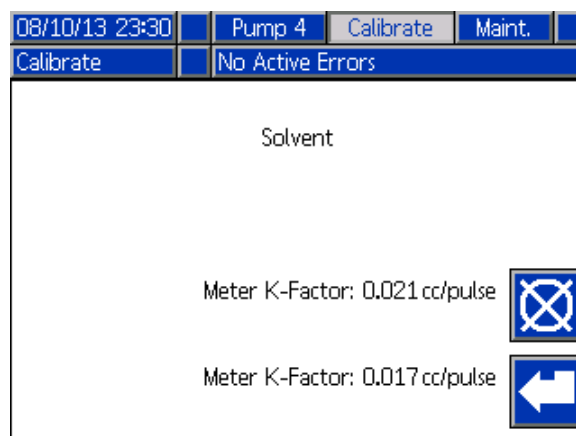 08/10/13 23:30 Pump 4 Calibrate Maint.
Calibrate No Active Errors
Solvent
Meter K-Factor: 0.021 cc/pulse
Meter K-Factor: 0.017 cc/pulse